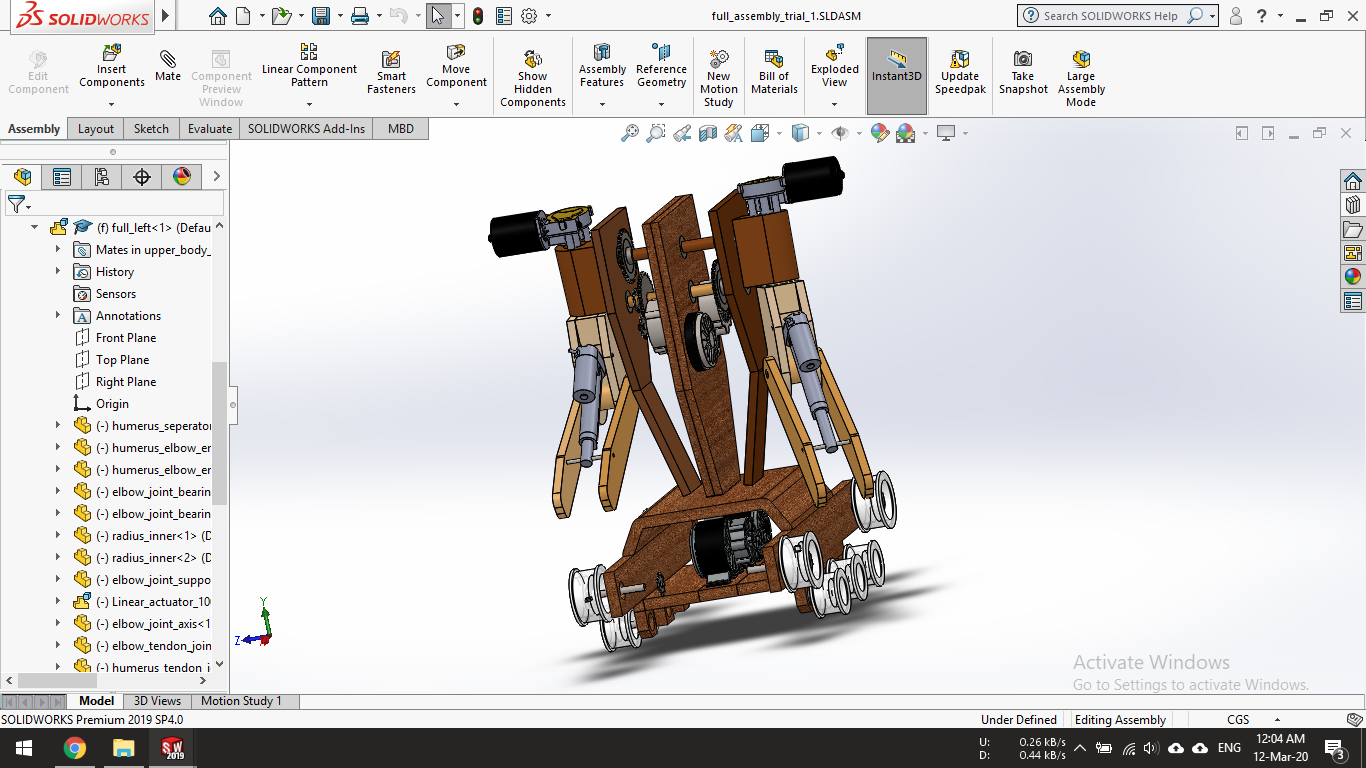 SOLIDWORKS
full_assembly_trial_1.SLDASM
Search SOLIDWORKS Help
?
Edit Component
Insert Components
Mate
Component Preview Window
Linear Component Pattern
Smart Fasteners
Move Component
Show Hidden Components
Assembly Features
Reference Geometry
New Motion Study
Bill of Materials
Exploded View
Instant3D
Update Speedpak
Take Snapshot
Large Assembly Mode
Assembly
Layout
Sketch
Evaluate
SOLIDWORKS Add-Ins
MBD
(f) full_left<1> (Defau
Mates in upper_body_
History
Sensors
Annotations
Front Plane
Top Plane
Right Plane
Origin
(-) humerus_seperator
(-) humerus_elbow_er
(-) humerus_elbow_er
(-) elbow_joint_bearin
(-) elbow_joint_bearin
(-) radius_inner<1> (D
(-) radius_inner<2> (D
(-) elbow_joint_suppo
(-) Linear_actuator_10
(-) elbow_joint_axis<1
(-) elbow_tendon_join
(-) humerus_tendon_j
Y
Z
Activate Windows
Go to Settings to activate Windows.
Model
3D Views
Motion Study 1
SOLIDWORKS Premium 2019 SP4.0
Under Defined
Editing Assembly
CGS
SW
2019
U: 0.26 kB/s
D: 0.44 kB/s
ENG
12:04 AM
12-Mar-20
3